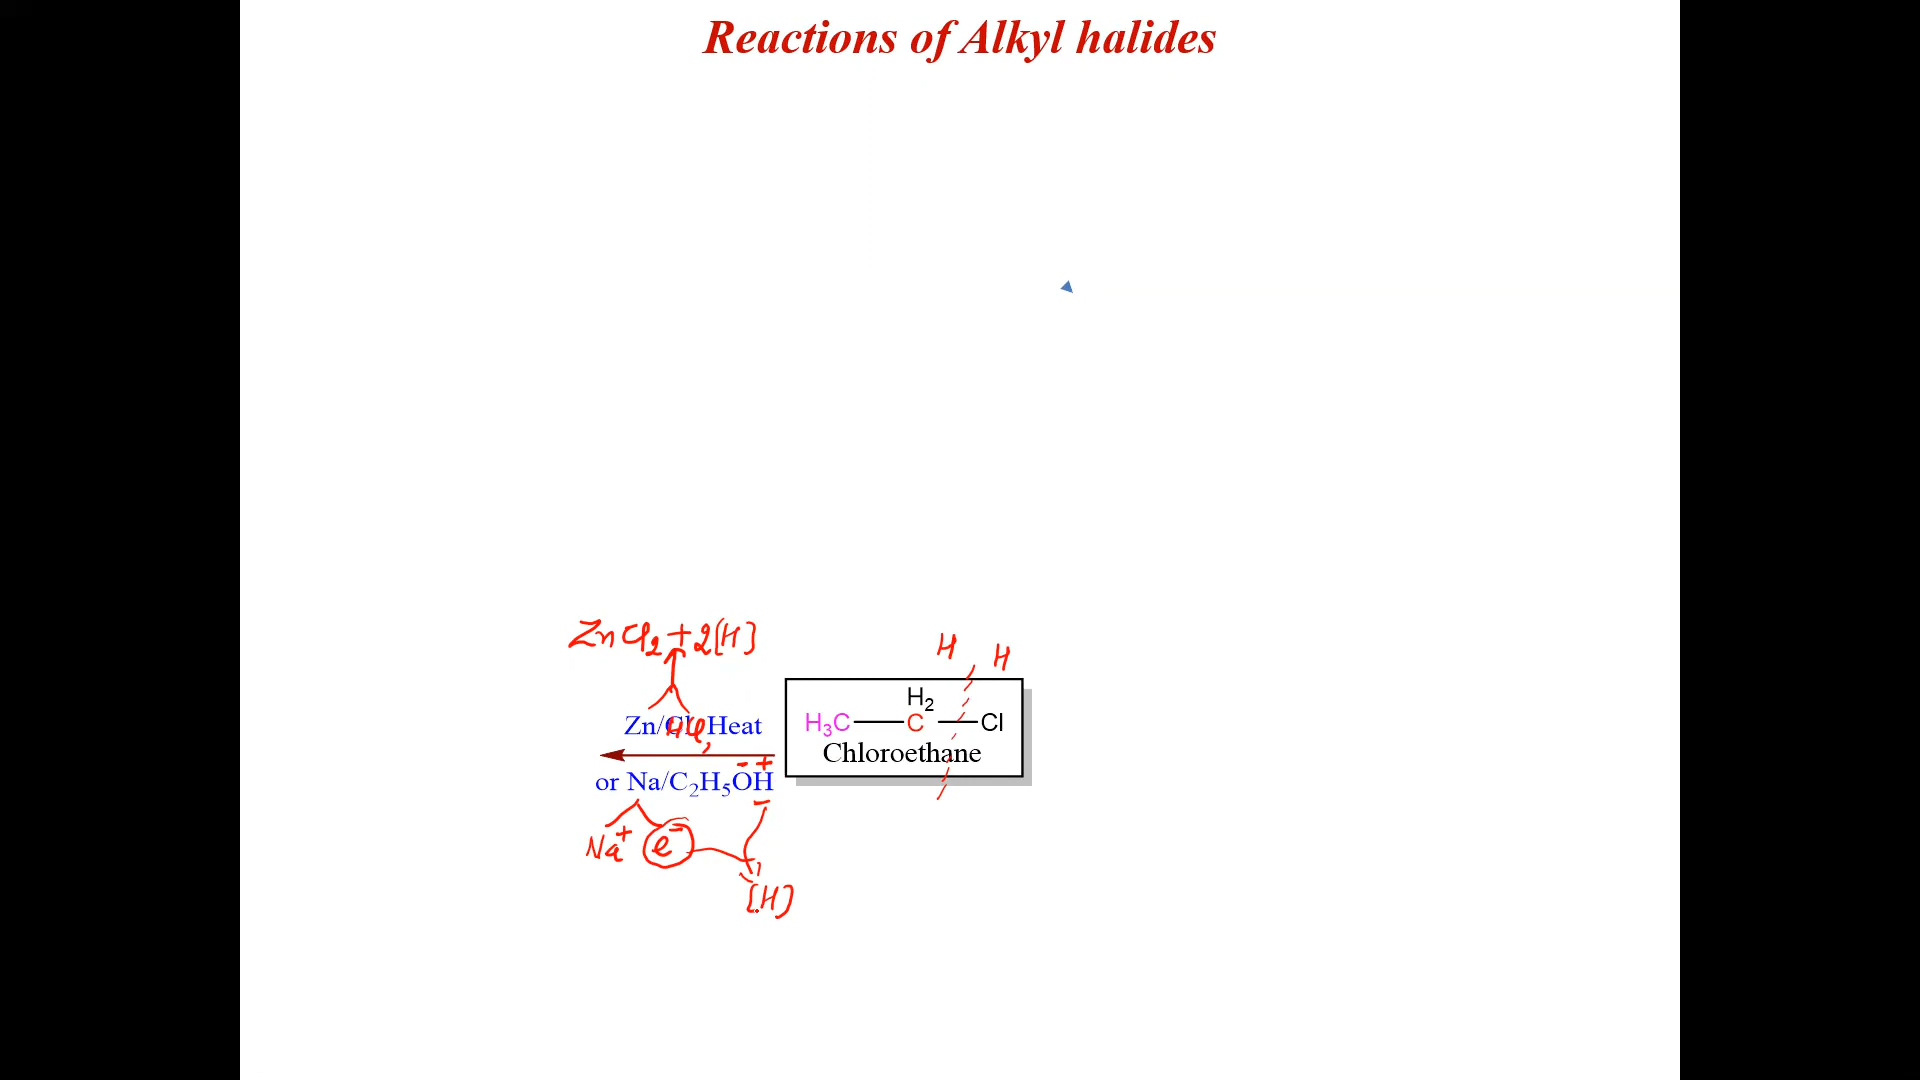 Reactions of Alkyl halides
ZnCl₂ + 2[H]
H H
H₂
Zn/HCl, Heat
H₃C C Cl
Chloroethane
- +
or Na/C₂H₅OH
Na⁺ e⁻
[H]